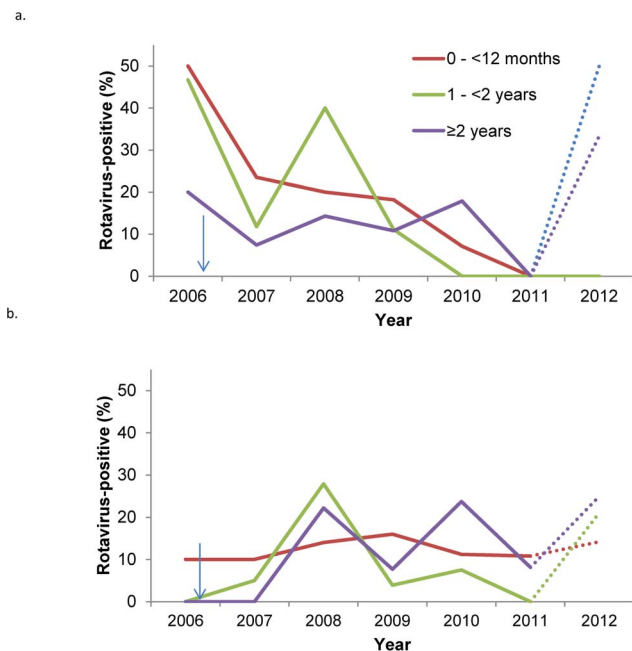 a.
Rotavirus-positive (%)
50
40
30
20
10
0
0 - <12 months
1 - <2 years
≥2 years
2006 2007 2008 2009 2010 2011 2012
Year
b.
Rotavirus-positive (%)
50
40
30
20
10
0
2006 2007 2008 2009 2010 2011 2012
Year